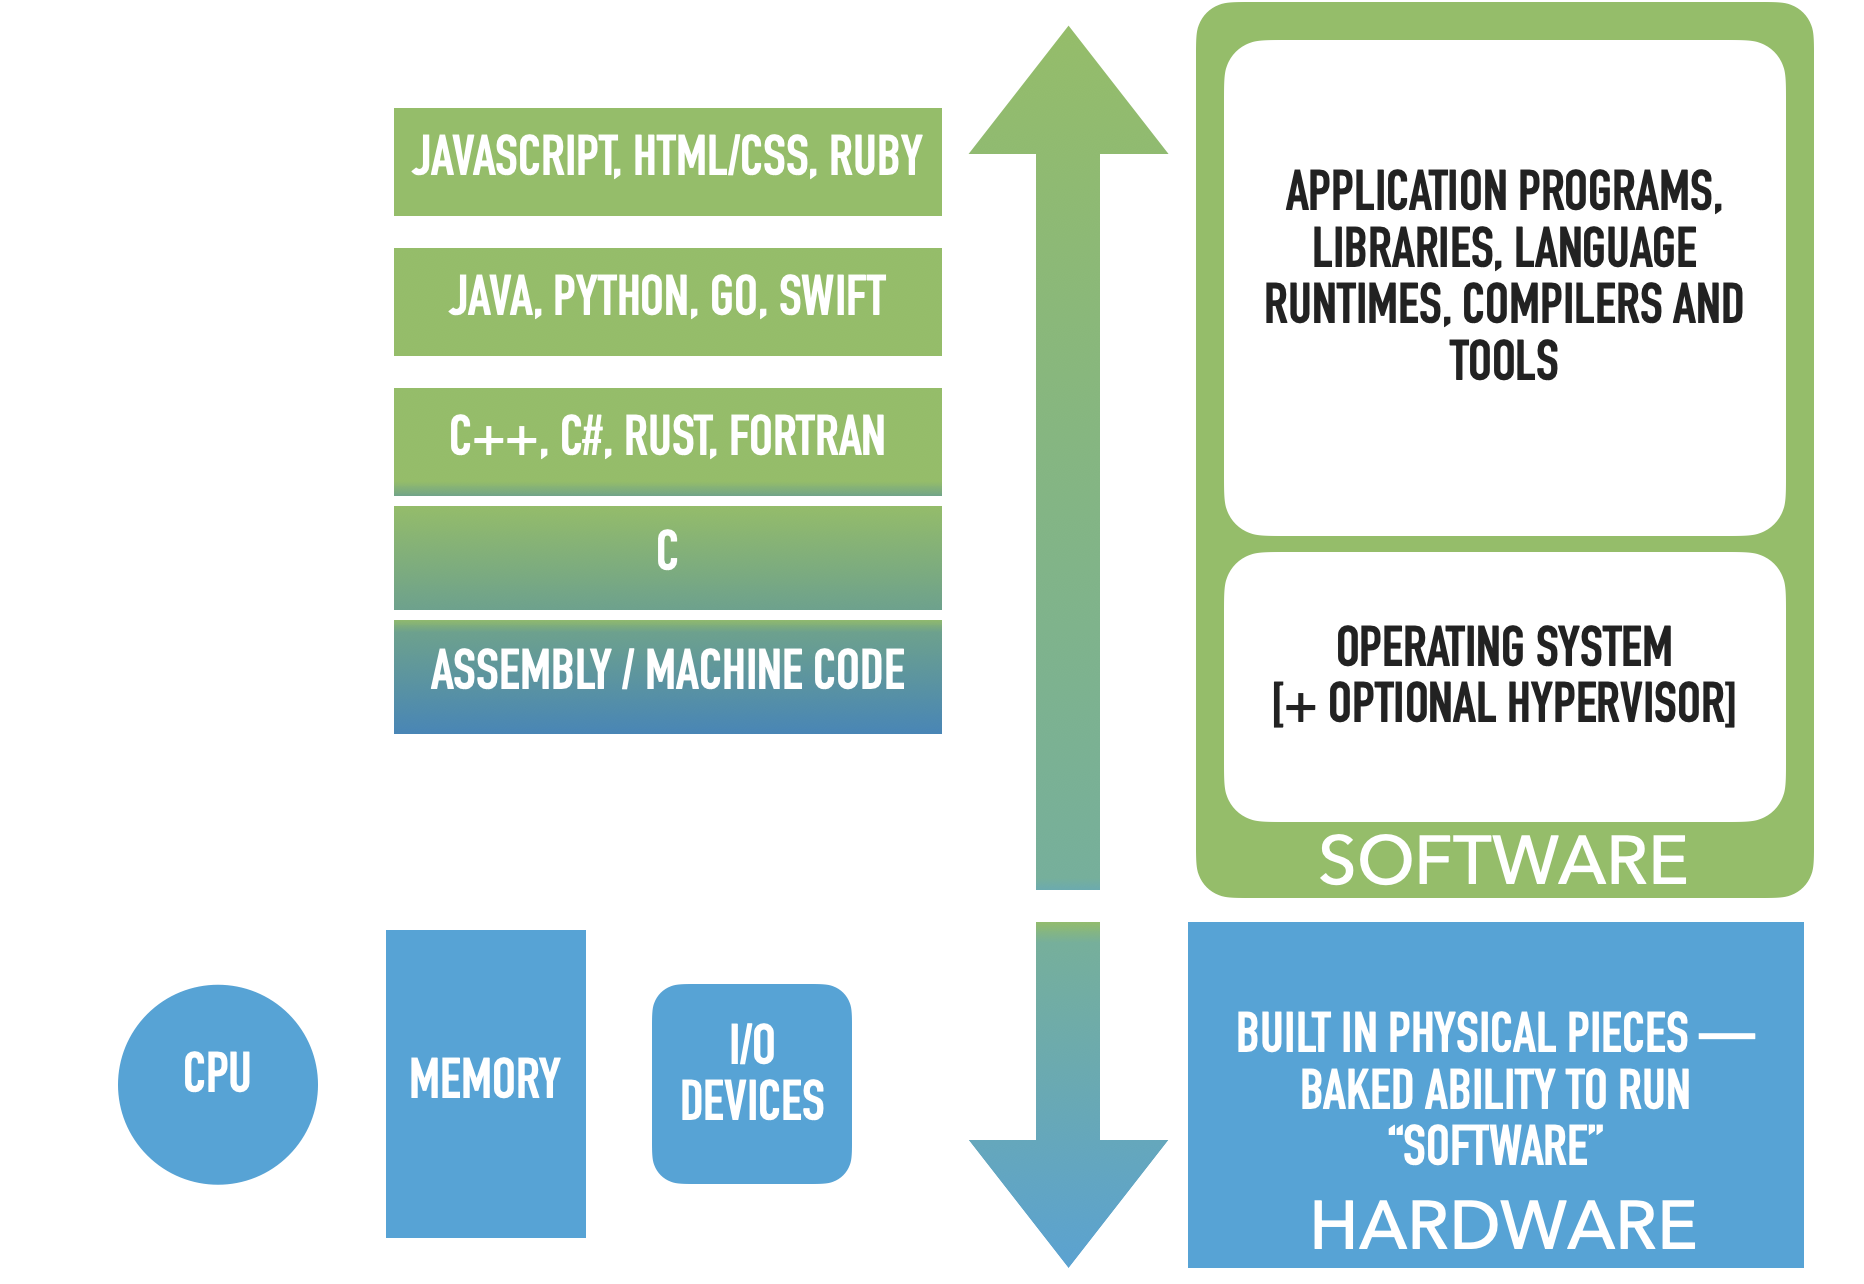 JAVASCRIPT, HTML/CSS, RUBY
JAVA, PYTHON, GO, SWIFT
C++, C#, RUST, FORTRAN
C
ASSEMBLY / MACHINE CODE
APPLICATION PROGRAMS,
LIBRARIES, LANGUAGE
RUNTIMES, COMPILERS AND
TOOLS
OPERATING SYSTEM
[+ OPTIONAL HYPERVISOR]
SOFTWARE
CPU
MEMORY
I/O
DEVICES
BUILT IN PHYSICAL PIECES —
BAKED ABILITY TO RUN
“SOFTWARE”
HARDWARE